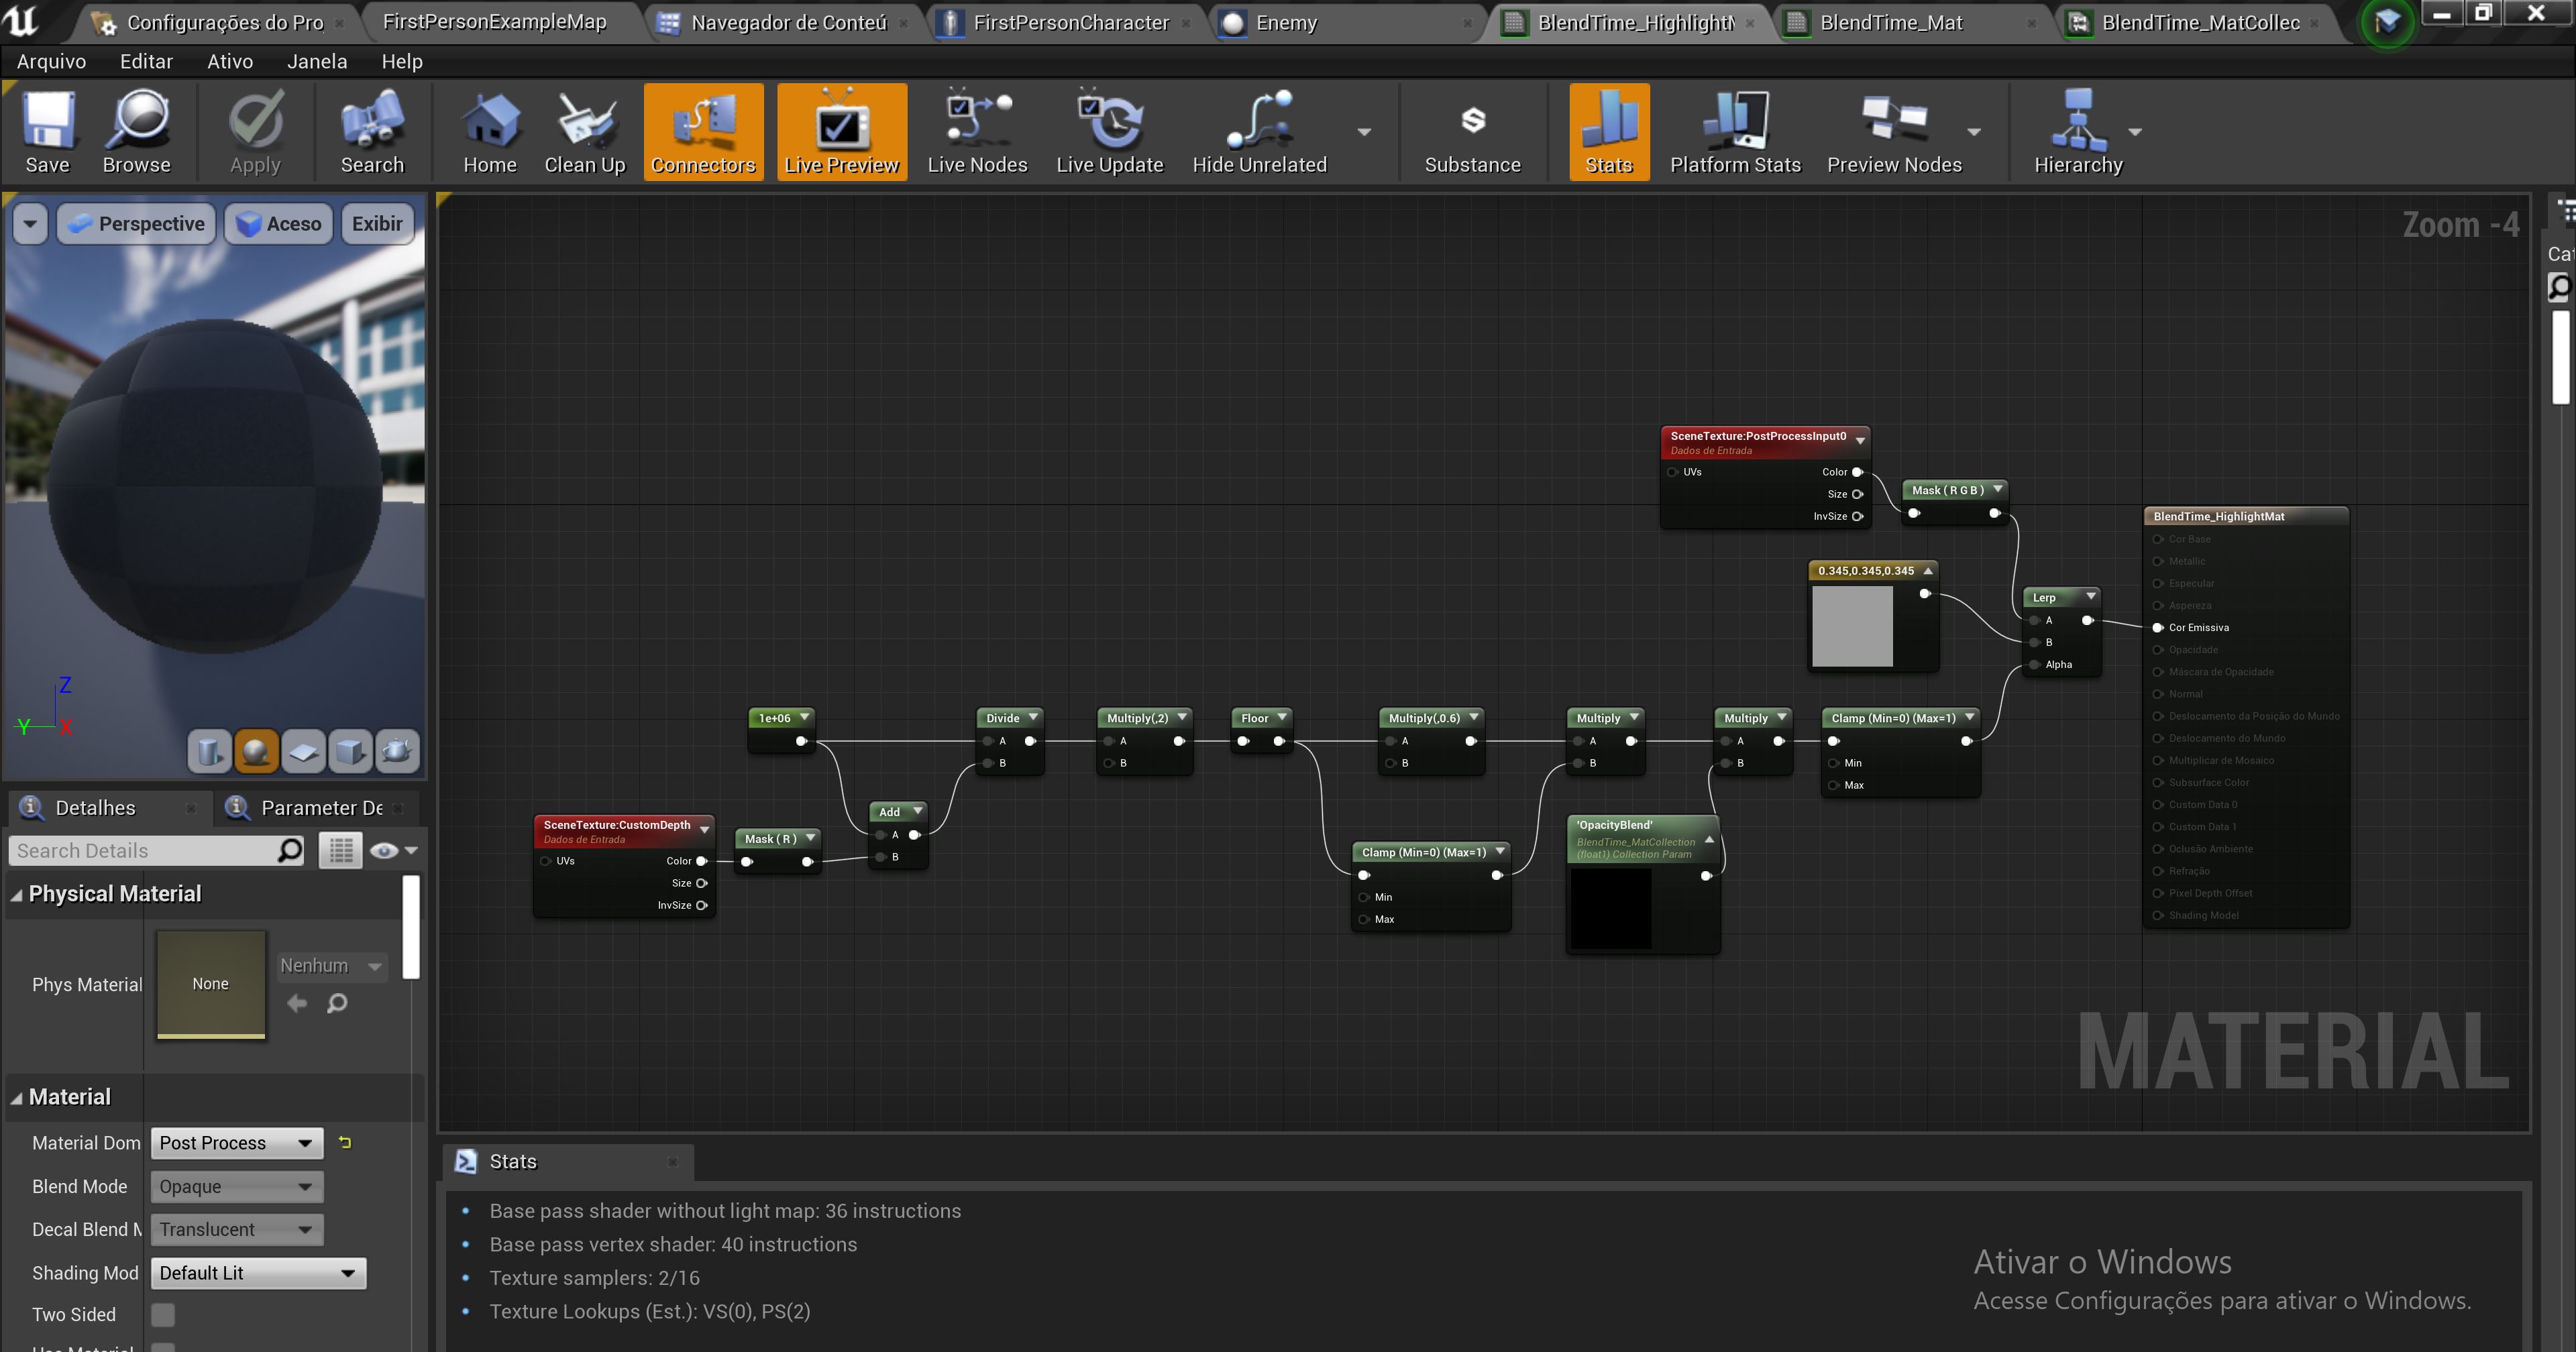 Configurações do Pro
FirstPersonExampleMap
Navegador de Conteú
FirstPersonCharacter
Enemy
BlendTime_HighlightM
BlendTime_Mat
BlendTime_MatCollec
Arquivo Editar Ativo Janela Help
Save
Browse
Apply
Search
Home
Clean Up
Connectors
Live Preview
Live Nodes
Live Update
Hide Unrelated
Substance
Stats
Platform Stats
Preview Nodes
Hierarchy
Perspective
Aceso
Exibir
Z
Y
X
Zoom -4
Cat
SceneTexture:PostProcessInput0
Dados de Entrada
UVs
Color
Size
InvSize
Mask ( R G B )
0.345,0.345,0.345
Lerp
A
B
Alpha
BlendTime_HighlightMat
Cor Base
Metallic
Especular
Aspereza
Cor Emissiva
Opacidade
Máscara de Opacidade
Normal
Deslocamento da Posição do Mundo
Deslocamento do Mundo
Multiplicar de Mosaico
Subsurface Color
Custom Data 0
Custom Data 1
Oclusão Ambiente
Refração
Pixel Depth Offset
Shading Model
1e+06
Divide
A
B
Multiply(,2)
A
B
Floor
Multiply(,0.6)
A
B
Multiply
A
B
Multiply
A
B
Clamp (Min=0) (Max=1)
Min
Max
SceneTexture:CustomDepth
Dados de Entrada
UVs
Color
Size
InvSize
Mask ( R )
Add
A
B
Clamp (Min=0) (Max=1)
Min
Max
'OpacityBlend'
BlendTime_MatCollection
(float1) Collection Param
MATERIAL
Detalhes
Parameter De
Search Details
Physical Material
Phys Material
None
Nenhum
Material
Material Dom
Post Process
Blend Mode
Opaque
Decal Blend M
Translucent
Shading Mod
Default Lit
Two Sided
Stats
Base pass shader without light map: 36 instructions
Base pass vertex shader: 40 instructions
Texture samplers: 2/16
Texture Lookups (Est.): VS(0), PS(2)
Ativar o Windows
Acesse Configurações para ativar o Windows.